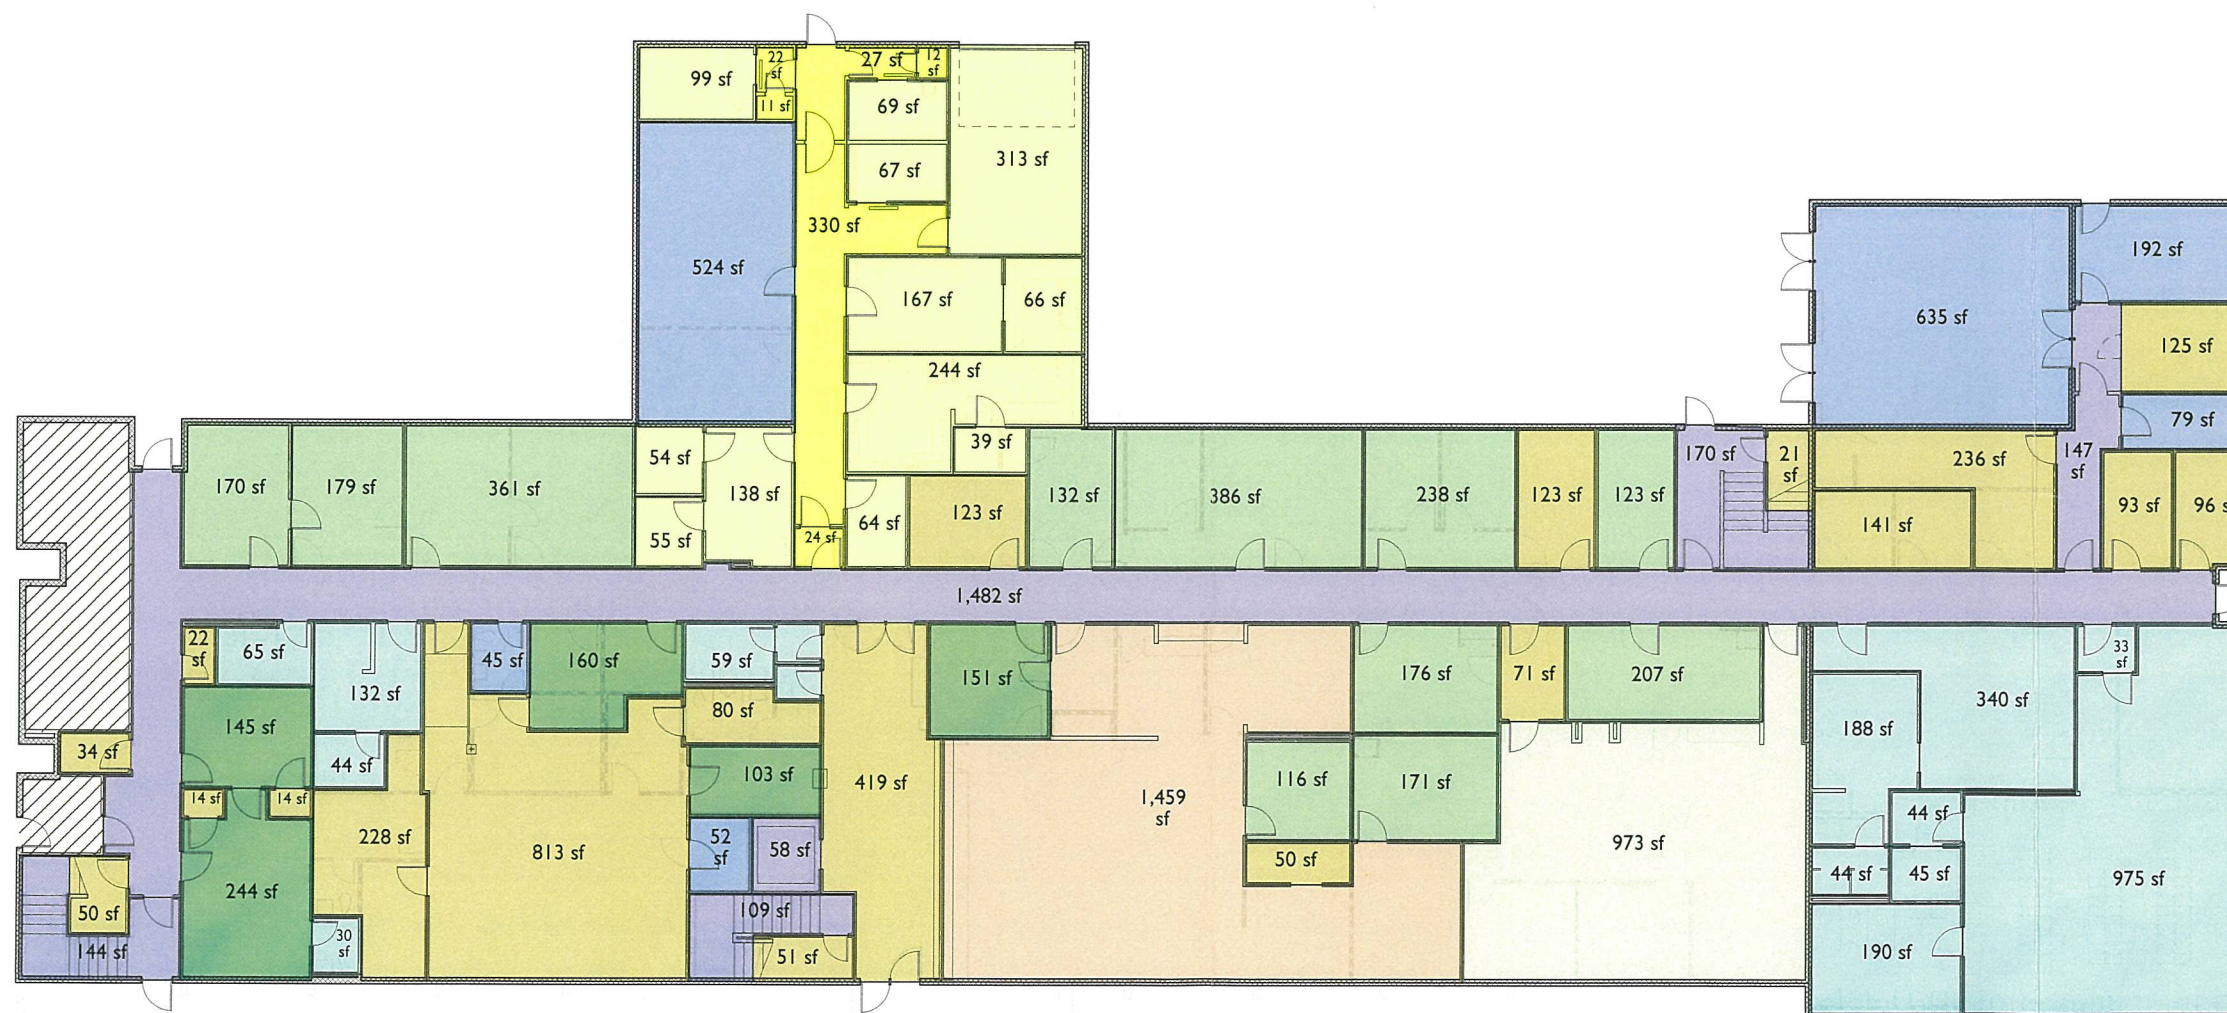 22
sf
27 sf
12
sf
99 sf
11 sf
69 sf
67 sf
313 sf
330 sf
524 sf
167 sf
66 sf
244 sf
39 sf
192 sf
635 sf
125 sf
79 sf
170 sf
179 sf
361 sf
54 sf
55 sf
138 sf
24 sf
64 sf
123 sf
132 sf
386 sf
238 sf
123 sf
123 sf
170 sf
21
sf
236 sf
141 sf
147
sf
93 sf
96 s
1,482 sf
22
sf
65 sf
132 sf
45 sf
160 sf
59 sf
151 sf
176 sf
71 sf
207 sf
33
sf
340 sf
188 sf
34 sf
145 sf
44 sf
80 sf
103 sf
419 sf
1,459
sf
116 sf
171 sf
14 sf
14 sf
228 sf
813 sf
52
sf
58 sf
50 sf
973 sf
44 sf
44 sf
45 sf
975 sf
50 sf
244 sf
109 sf
144 sf
30
sf
51 sf
190 sf